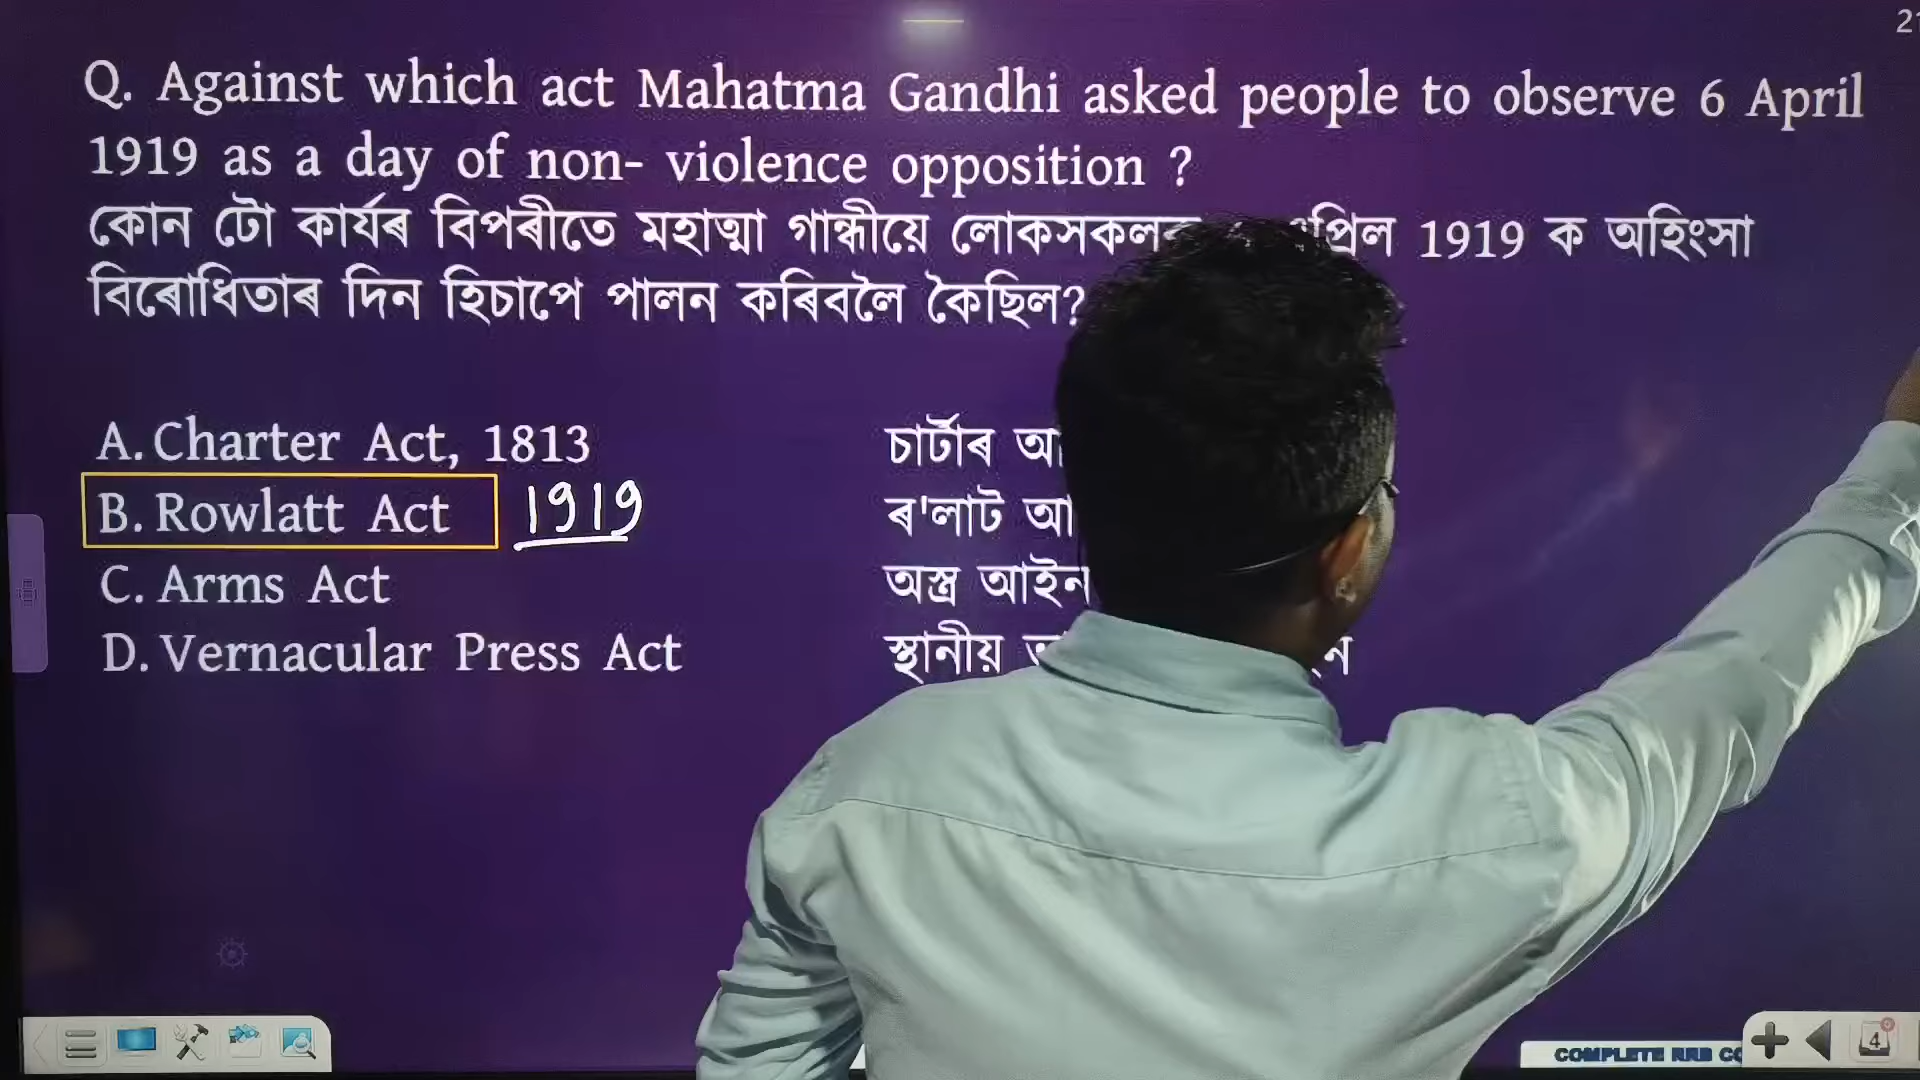 21
Q. Against which act Mahatma Gandhi asked people to observe 6 April
1919 as a day of non- violence opposition ?
কোন টো কাৰ্যৰ বিপৰীতে মহাত্মা গান্ধীয়ে 1919 ক অহিংসা
বিৰোধিতাৰ দিন হিচাপে পালন কৰিবলৈ কৈছিল?
A. Charter Act, 1813 চাৰ্টাৰ
B. Rowlatt Act 1919 ৰ'লাট
C. Arms Act অস্ত্ৰ আইন
D. Vernacular Press Act স্থানীয়
COMPLETE RRB
4